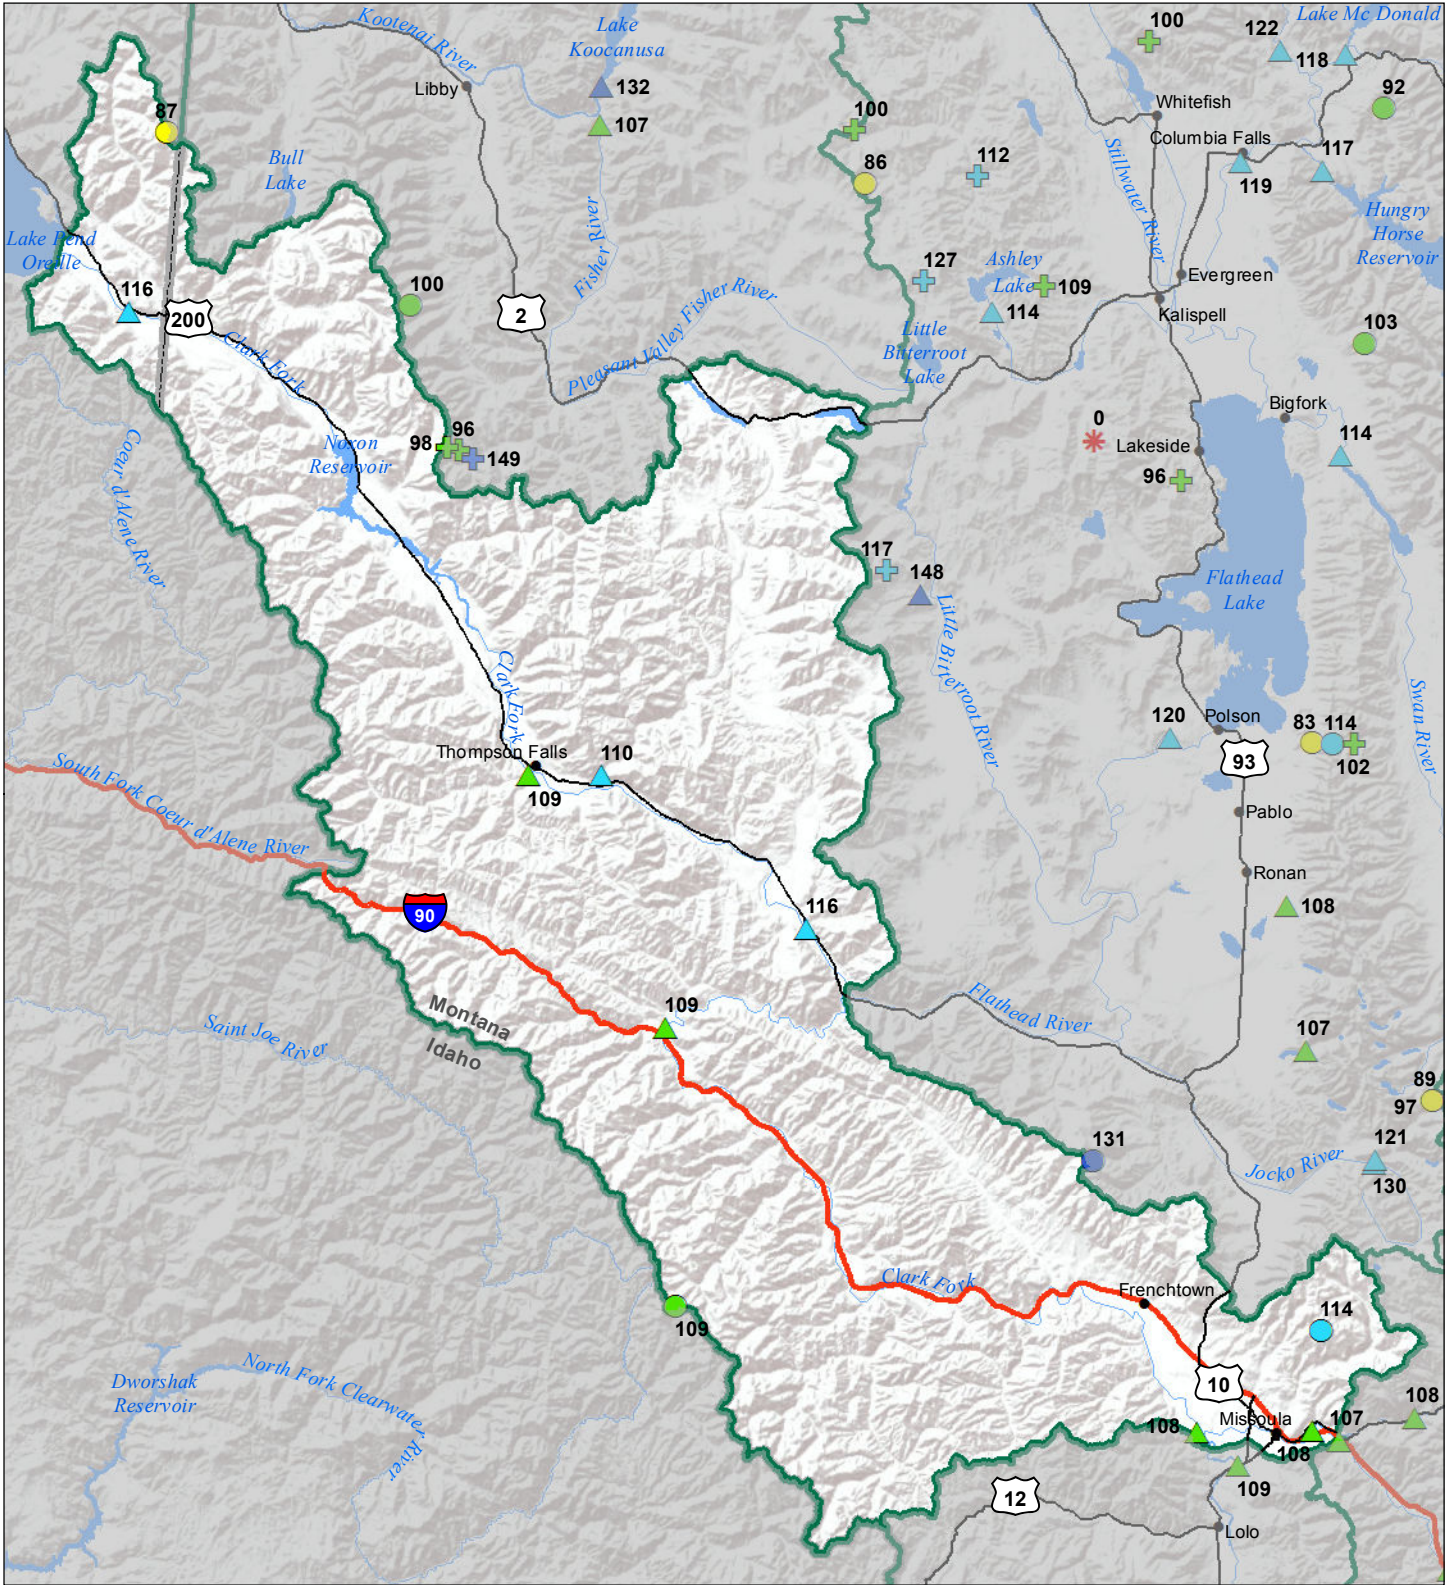 Kootenai River
Lake
Koocanusa
100
122
Lake Mc Donald
118
Libby
132
107
Whitefish
92
87
100
Columbia Falls
117
Bull
Lake
86
112
119
Stillwater River
Hungry
Horse
Reservoir
Lake Pend
Oreille
Fisher River
127
Ashley
Lake
109
Evergreen
116
200
100
2
114
Kalispell
Clark Fork
Pleasant Valley Fisher River
Little
Bitterroot
Lake
103
0
Bigfork
Coeur d'Alene River
Noxon
Reservoir
98
96
149
Lakeside
114
96
117
148
Flathead
Lake
Little Bitterroot River
Clark Fork
Swan River
Thompson Falls
110
120
Polson
83
114
102
93
109
South Fork Coeur d'Alene River
Pablo
Ronan
90
116
108
Montana
Idaho
109
Flathead River
Saint Joe River
107
89
97
131
121
130
Jocko River
Clark Fork
Frenchtown
109
114
Dworshak
Reservoir
North Fork Clearwater
River
10
108
Missoula
107
108
108
109
12
Lolo